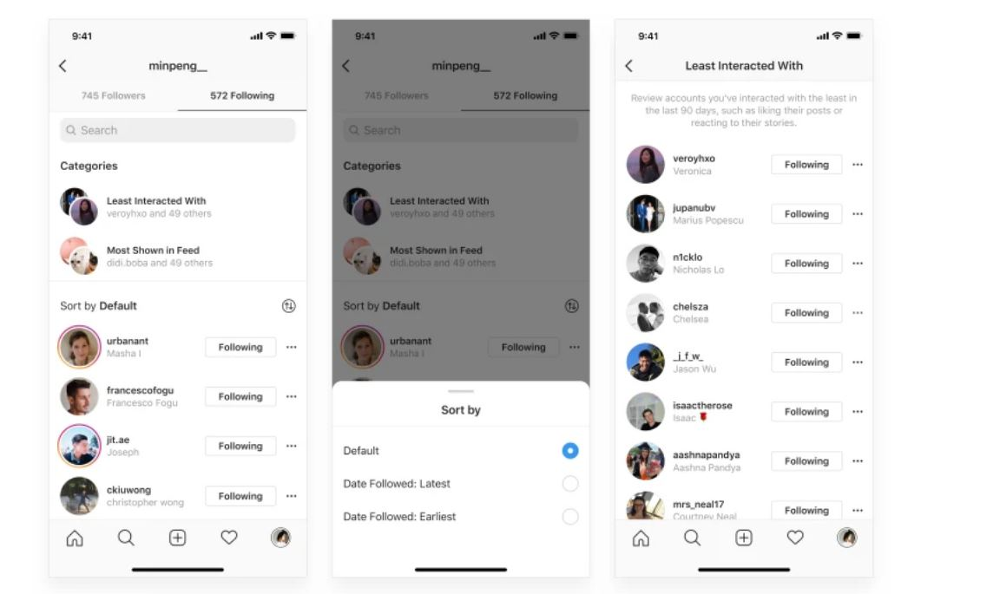 9:41
minpeng__
745 Followers
572 Following
Search
Categories
Least Interacted With
veroyhxo and 49 others
Most Shown in Feed
didi.boba and 49 others
Sort by Default
urbanant
Masha I
Following
francescofogu
Francesco Fogu
Following
jit.ae
Joseph
Following
ckiuwong
christopher wong
Following
9:41
minpeng__
745 Followers
572 Following
Search
Categories
Least Interacted With
veroyhxo and 49 others
Most Shown in Feed
didi.boba and 49 others
Sort by Default
urbanant
Masha I
Following
Sort by
Default
Date Followed: Latest
Date Followed: Earliest
9:41
Least Interacted With
Review accounts you've interacted with the least in
the last 90 days, such as liking their posts or
reacting to their stories.
veroyhxo
Veronica
Following
jupanubv
Marius Popescu
Following
n1cklo
Nicholas Lo
Following
chelsza
Chelsea
Following
_j_f_w_
Jason Wu
Following
isaactherose
Isaac
Following
aashnapandya
Aashna Pandya
Following
mrs_neal17
Courtney Neal
Following